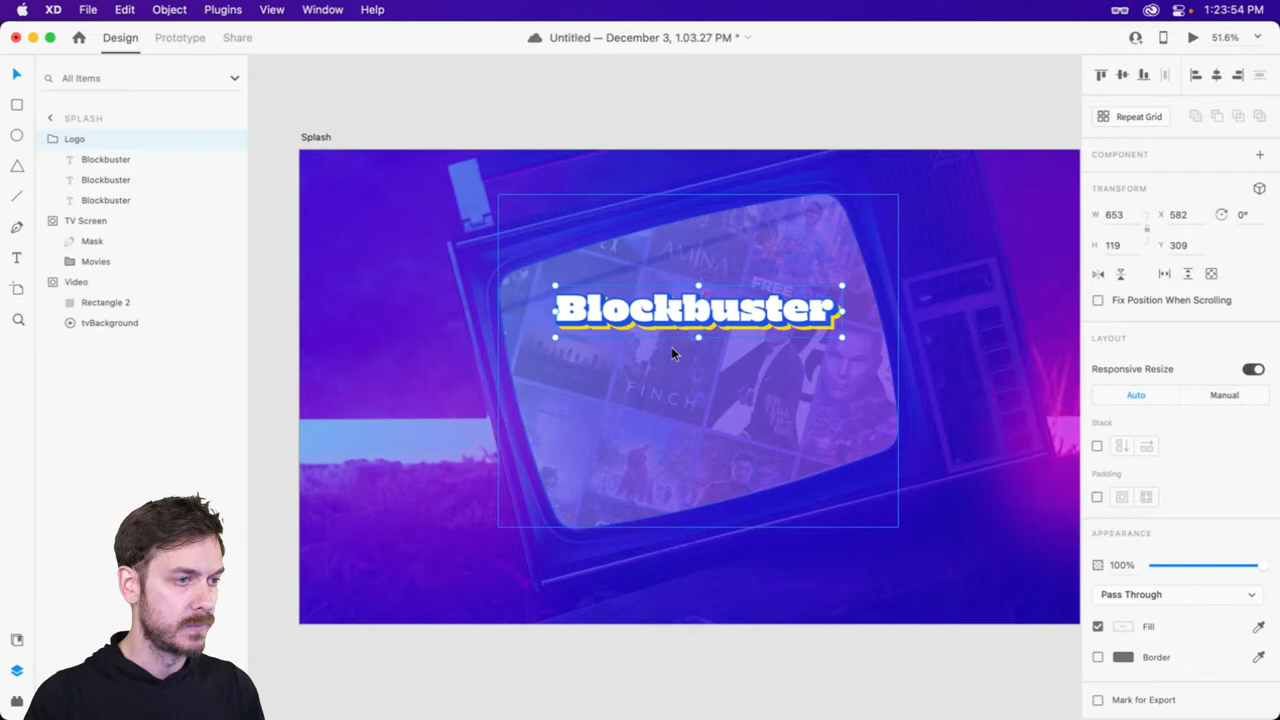 XD File Edit Object Plugins View Window Help 1:23:54 PM
Design Prototype Share Untitled — December 3, 1.03.27 PM * 51.6%
All Items
SPLASH
Logo
Blockbuster
Blockbuster
Blockbuster
TV Screen
Mask
Movies
Video
Rectangle 2
tvBackground
Splash
AMINA
FREE
Blockbuster
FINCH
Repeat Grid
COMPONENT
TRANSFORM
W 653 X 582 0°
H 119 Y 309
Fix Position When Scrolling
LAYOUT
Responsive Resize
Auto Manual
Stack
Padding
APPEARANCE
100%
Pass Through
Fill
Border
Mark for Export